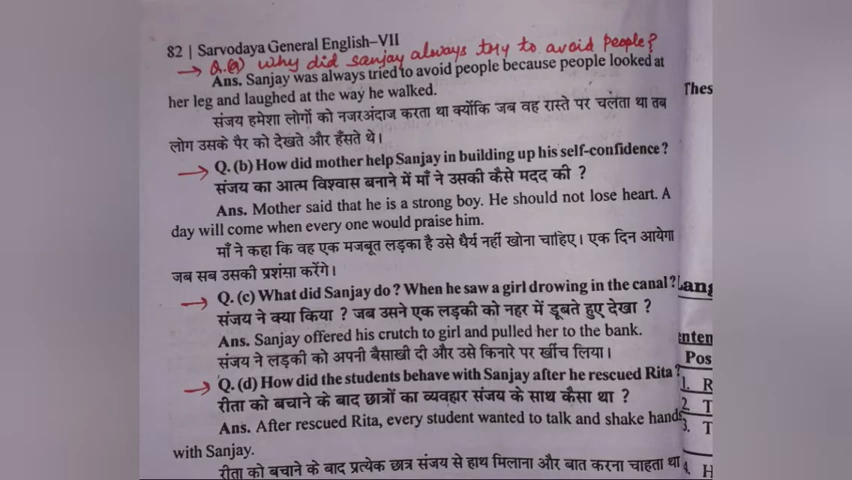 82 | Sarvodaya General English–VII
→ Q.(a) Why did sanjay always try to avoid people?
Ans. Sanjay was always tried to avoid people because people looked at
her leg and laughed at the way he walked.
संजय हमेशा लोगों को नजरअंदाज करता था क्योंकि जब वह रास्ते पर चलता था तब
लोग उसके पैर को देखते और हँसते थे।
→ Q. (b) How did mother help Sanjay in building up his self-confidence ?
संजय का आत्म विश्वास बनाने में माँ ने उसकी कैसे मदद की ?
Ans. Mother said that he is a strong boy. He should not lose heart. A
day will come when every one would praise him.
माँ ने कहा कि वह एक मजबूत लड़का है उसे धैर्य नहीं खोना चाहिए। एक दिन आयेगा
जब सब उसकी प्रशंसा करेंगे।
→ Q. (c) What did Sanjay do ? When he saw a girl drowing in the canal ?
संजय ने क्या किया ? जब उसने एक लड़की को नहर में डूबते हुए देखा ?
Ans. Sanjay offered his crutch to girl and pulled her to the bank.
संजय ने लड़की को अपनी बैसाखी दी और उसे किनारे पर खींच लिया।
→ Q. (d) How did the students behave with Sanjay after he rescued Rita ?
रीता को बचाने के बाद छात्रों का व्यवहार संजय के साथ कैसा था ?
Ans. After rescued Rita, every student wanted to talk and shake hands
with Sanjay.
रीता को बचाने के बाद प्रत्येक छात्र संजय से हाथ मिलाना और बात करना चाहता था
Thes
Lang
enten
Pos
1. R
2. T
3. T
4. H